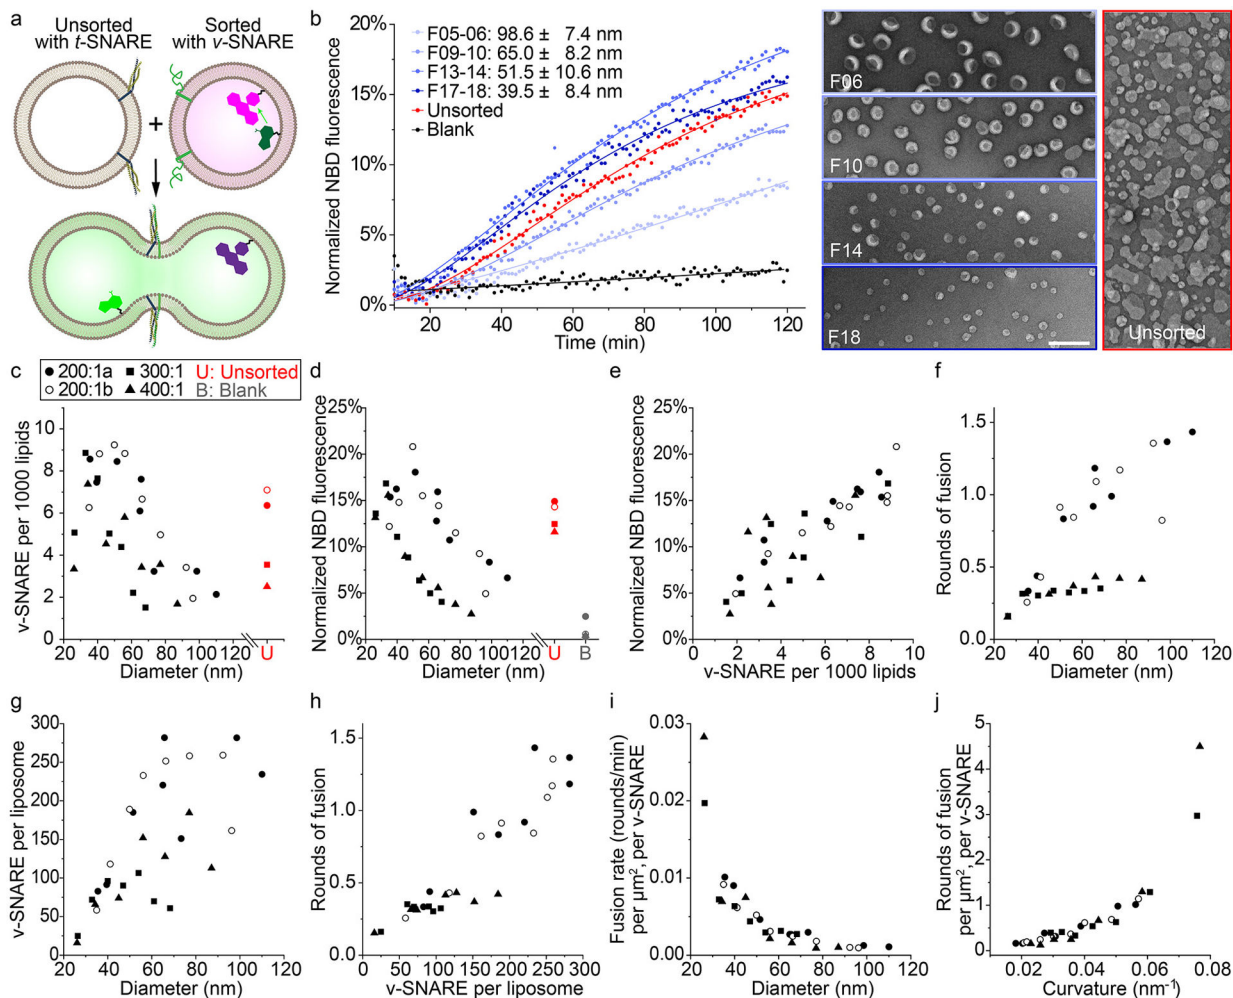 a
Unsorted
with t-SNARE
Sorted
with v-SNARE
+
b
Normalized NBD fluorescence
20%
15%
10%
5%
0%
F05-06: 98.6 ± 7.4 nm
F09-10: 65.0 ± 8.2 nm
F13-14: 51.5 ± 10.6 nm
F17-18: 39.5 ± 8.4 nm
Unsorted
Blank
20 40 60 80 100 120
Time (min)
F06
F10
F14
F18
Unsorted
c
200:1a
200:1b
300:1
400:1
U: Unsorted
B: Blank
v-SNARE per 1000 lipids
10
8
6
4
2
0
20 40 60 80 100 120 U
Diameter (nm)
d
Normalized NBD fluorescence
25%
20%
15%
10%
5%
0%
20 40 60 80 100 120 U B
Diameter (nm)
e
Normalized NBD fluorescence
25%
20%
15%
10%
5%
0%
0 2 4 6 8 10
v-SNARE per 1000 lipids
f
Rounds of fusion
1.5
1.0
0.5
0.0
20 40 60 80 100 120
Diameter (nm)
g
v-SNARE per liposome
300
250
200
150
100
50
0
20 40 60 80 100 120
Diameter (nm)
h
Rounds of fusion
1.5
1.0
0.5
0.0
0 50 100 150 200 250 300
v-SNARE per liposome
i
Fusion rate (rounds/min)
per µm², per v-SNARE
0.03
0.02
0.01
0.00
20 40 60 80 100 120
Diameter (nm)
j
Rounds of fusion
per µm², per v-SNARE
5
4
3
2
1
0
0.02 0.04 0.06 0.08
Curvature (nm⁻¹)